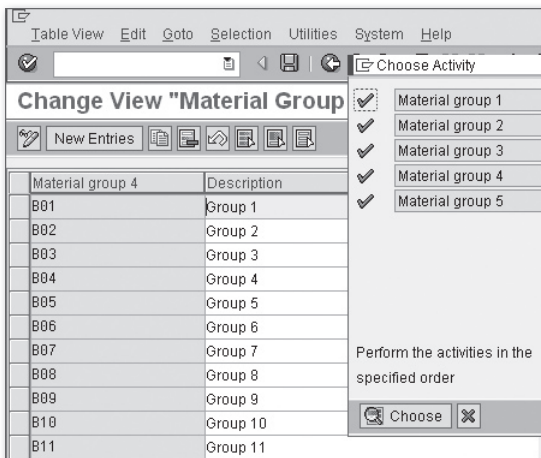 Table View Edit Goto Selection Utilities System Help
Choose Activity
Change View "Material Group
New Entries
Material group 1
Material group 2
Material group 3
Material group 4
Material group 5
Material group 4 Description
B01 Group 1
B02 Group 2
B03 Group 3
B04 Group 4
B05 Group 5
B06 Group 6
B07 Group 7
B08 Group 8
B09 Group 9
B10 Group 10
B11 Group 11
Perform the activities in the
specified order
Choose